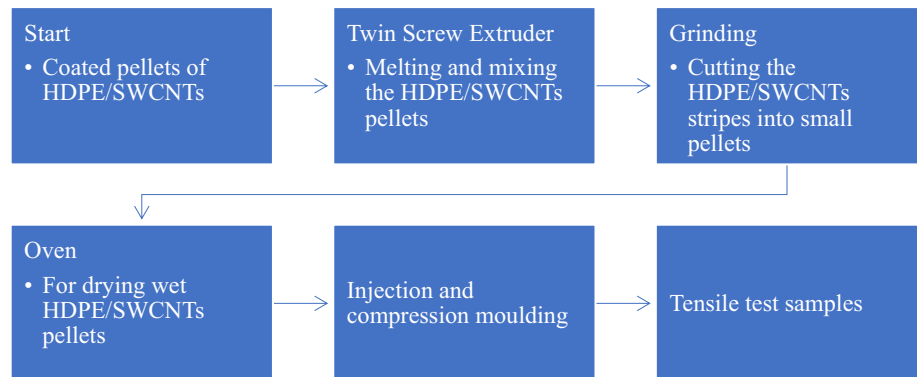 Start
• Coated pellets of
HDPE/SWCNTs
Twin Screw Extruder
• Melting and mixing
the HDPE/SWCNTs
pellets
Grinding
• Cutting the
HDPE/SWCNTs
stripes into small
pellets
Oven
• For drying wet
HDPE/SWCNTs
pellets
Injection and
compression moulding
Tensile test samples